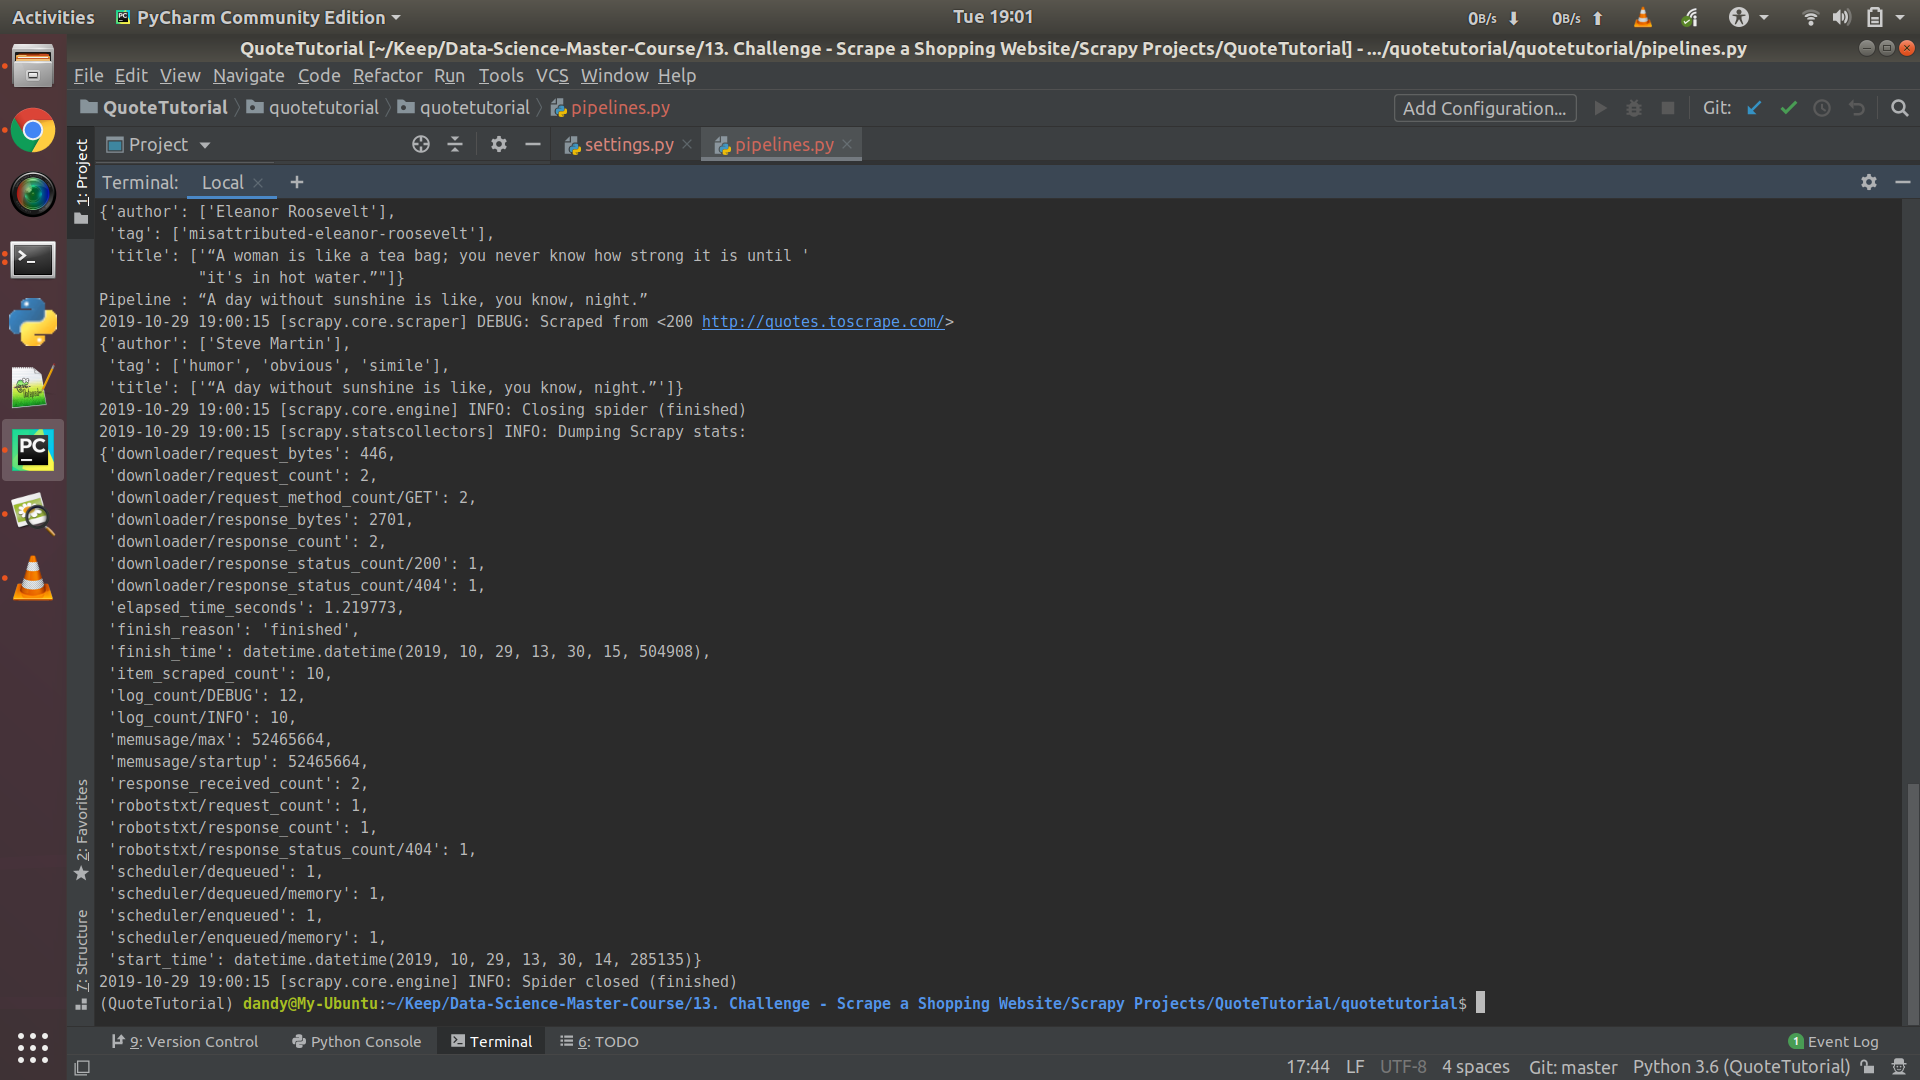 Activities PyCharm Community Edition Tue 19:01 0B/s 0B/s
QuoteTutorial [~/Keep/Data-Science-Master-Course/13. Challenge - Scrape a Shopping Website/Scrapy Projects/QuoteTutorial] - .../quotetutorial/quotetutorial/pipelines.py
File Edit View Navigate Code Refactor Run Tools VCS Window Help
QuoteTutorial quotetutorial quotetutorial pipelines.py Add Configuration... Git:
1: Project
Project settings.py pipelines.py
Terminal: Local +
{'author': ['Eleanor Roosevelt'],
 'tag': ['misattributed-eleanor-roosevelt'],
 'title': ['“A woman is like a tea bag; you never know how strong it is until '
           "it's in hot water.”"]}
Pipeline : “A day without sunshine is like, you know, night.”
2019-10-29 19:00:15 [scrapy.core.scraper] DEBUG: Scraped from <200 http://quotes.toscrape.com/>
{'author': ['Steve Martin'],
 'tag': ['humor', 'obvious', 'simile'],
 'title': ['“A day without sunshine is like, you know, night.”']}
2019-10-29 19:00:15 [scrapy.core.engine] INFO: Closing spider (finished)
2019-10-29 19:00:15 [scrapy.statscollectors] INFO: Dumping Scrapy stats:
{'downloader/request_bytes': 446,
 'downloader/request_count': 2,
 'downloader/request_method_count/GET': 2,
 'downloader/response_bytes': 2701,
 'downloader/response_count': 2,
 'downloader/response_status_count/200': 1,
 'downloader/response_status_count/404': 1,
 'elapsed_time_seconds': 1.219773,
 'finish_reason': 'finished',
 'finish_time': datetime.datetime(2019, 10, 29, 13, 30, 15, 504908),
 'item_scraped_count': 10,
 'log_count/DEBUG': 12,
 'log_count/INFO': 10,
 'memusage/max': 52465664,
 'memusage/startup': 52465664,
 'response_received_count': 2,
 'robotstxt/request_count': 1,
 'robotstxt/response_count': 1,
 'robotstxt/response_status_count/404': 1,
 'scheduler/dequeued': 1,
 'scheduler/dequeued/memory': 1,
 'scheduler/enqueued': 1,
 'scheduler/enqueued/memory': 1,
 'start_time': datetime.datetime(2019, 10, 29, 13, 30, 14, 285135)}
2019-10-29 19:00:15 [scrapy.core.engine] INFO: Spider closed (finished)
(QuoteTutorial) dandy@My-Ubuntu:~/Keep/Data-Science-Master-Course/13. Challenge - Scrape a Shopping Website/Scrapy Projects/QuoteTutorial/quotetutorial$
PC
2: Favorites
7: Structure
9: Version Control Python Console Terminal 6: TODO 1 Event Log
17:44 LF UTF-8 4 spaces Git: master Python 3.6 (QuoteTutorial)